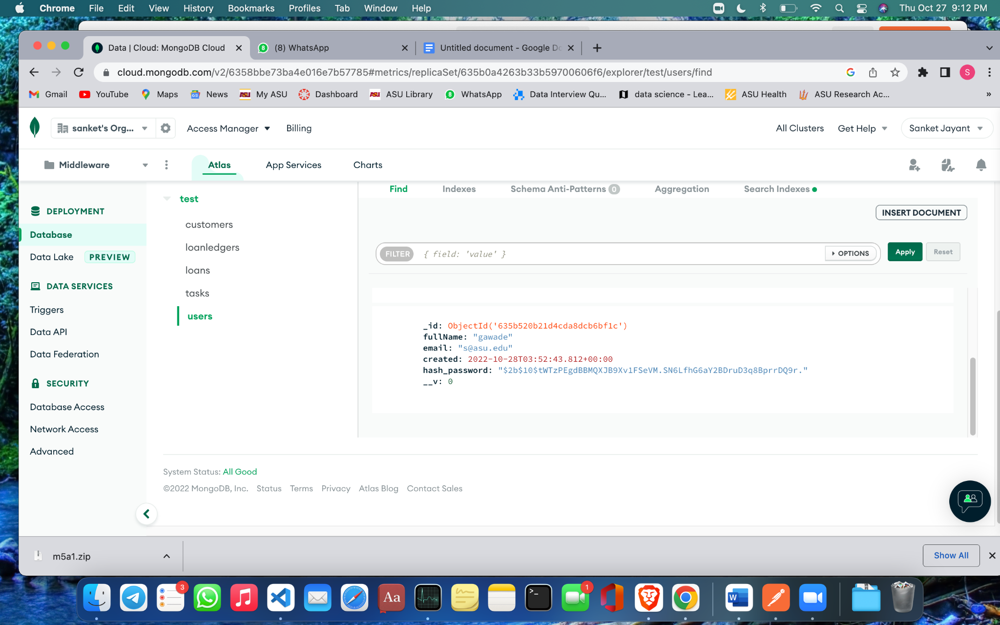 Chrome File Edit View History Bookmarks Profiles Tab Window Help Thu Oct 27 9:12 PM
Data | Cloud: MongoDB Cloud (8) WhatsApp Untitled document - Google Dc
cloud.mongodb.com/v2/6358bbe73ba4e016e7b57785#metrics/replicaSet/635b0a4263b33b59700606f6/explorer/test/users/find S
Gmail YouTube Maps News My ASU Dashboard ASU Library WhatsApp Data Interview Qu... data science - Lea... ASU Health ASU Research Ac... »
sanket's Org... Access Manager Billing All Clusters Get Help Sanket Jayant
Middleware Atlas App Services Charts
Find Indexes Schema Anti-Patterns 0 Aggregation Search Indexes
test
DEPLOYMENT
INSERT DOCUMENT
customers
Database
loanledgers
FILTER { field: 'value' } OPTIONS Apply Reset
Data Lake PREVIEW
loans
DATA SERVICES
tasks
Triggers
users
_id: ObjectId('635b520b21d4cda8dcb6bf1c')
fullName: "gawade"
Data API
email: "s@asu.edu"
Data Federation
created: 2022-10-28T03:52:43.812+00:00
hash_password: "$2b$10$tWTzPEgdBBMQXJB9Xv1FSeVM.SN6LfhG6aY2BDruD3q8BprrDQ9r."
__v: 0
SECURITY
Database Access
Network Access
Advanced
System Status: All Good
©2022 MongoDB, Inc. Status Terms Privacy Atlas Blog Contact Sales
m5a1.zip Show All
3 Aa >_ 1 W